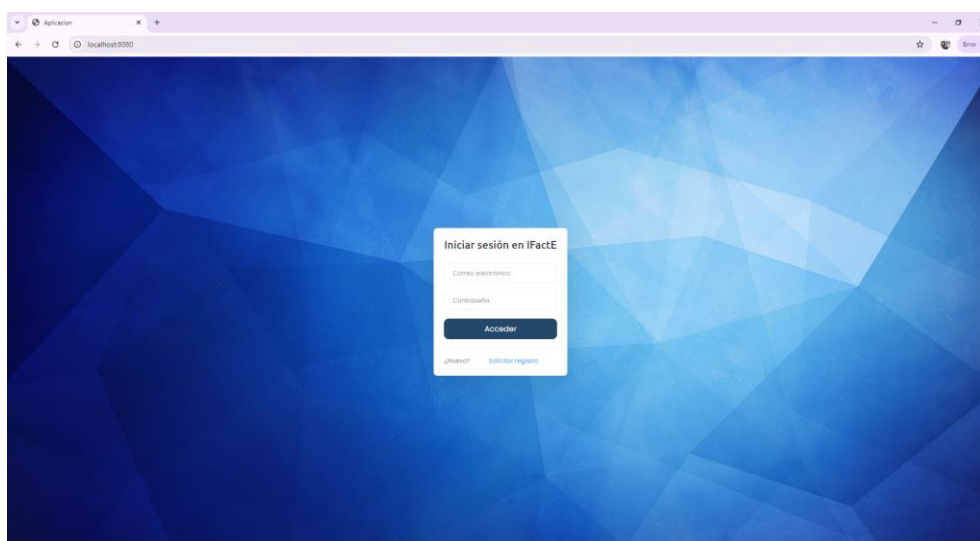 Aplicacion
localhost:8080
Error
Iniciar sesión en IFactE
Correo electrónico
Contraseña
Acceder
¿Nuevo? Solicitar registro